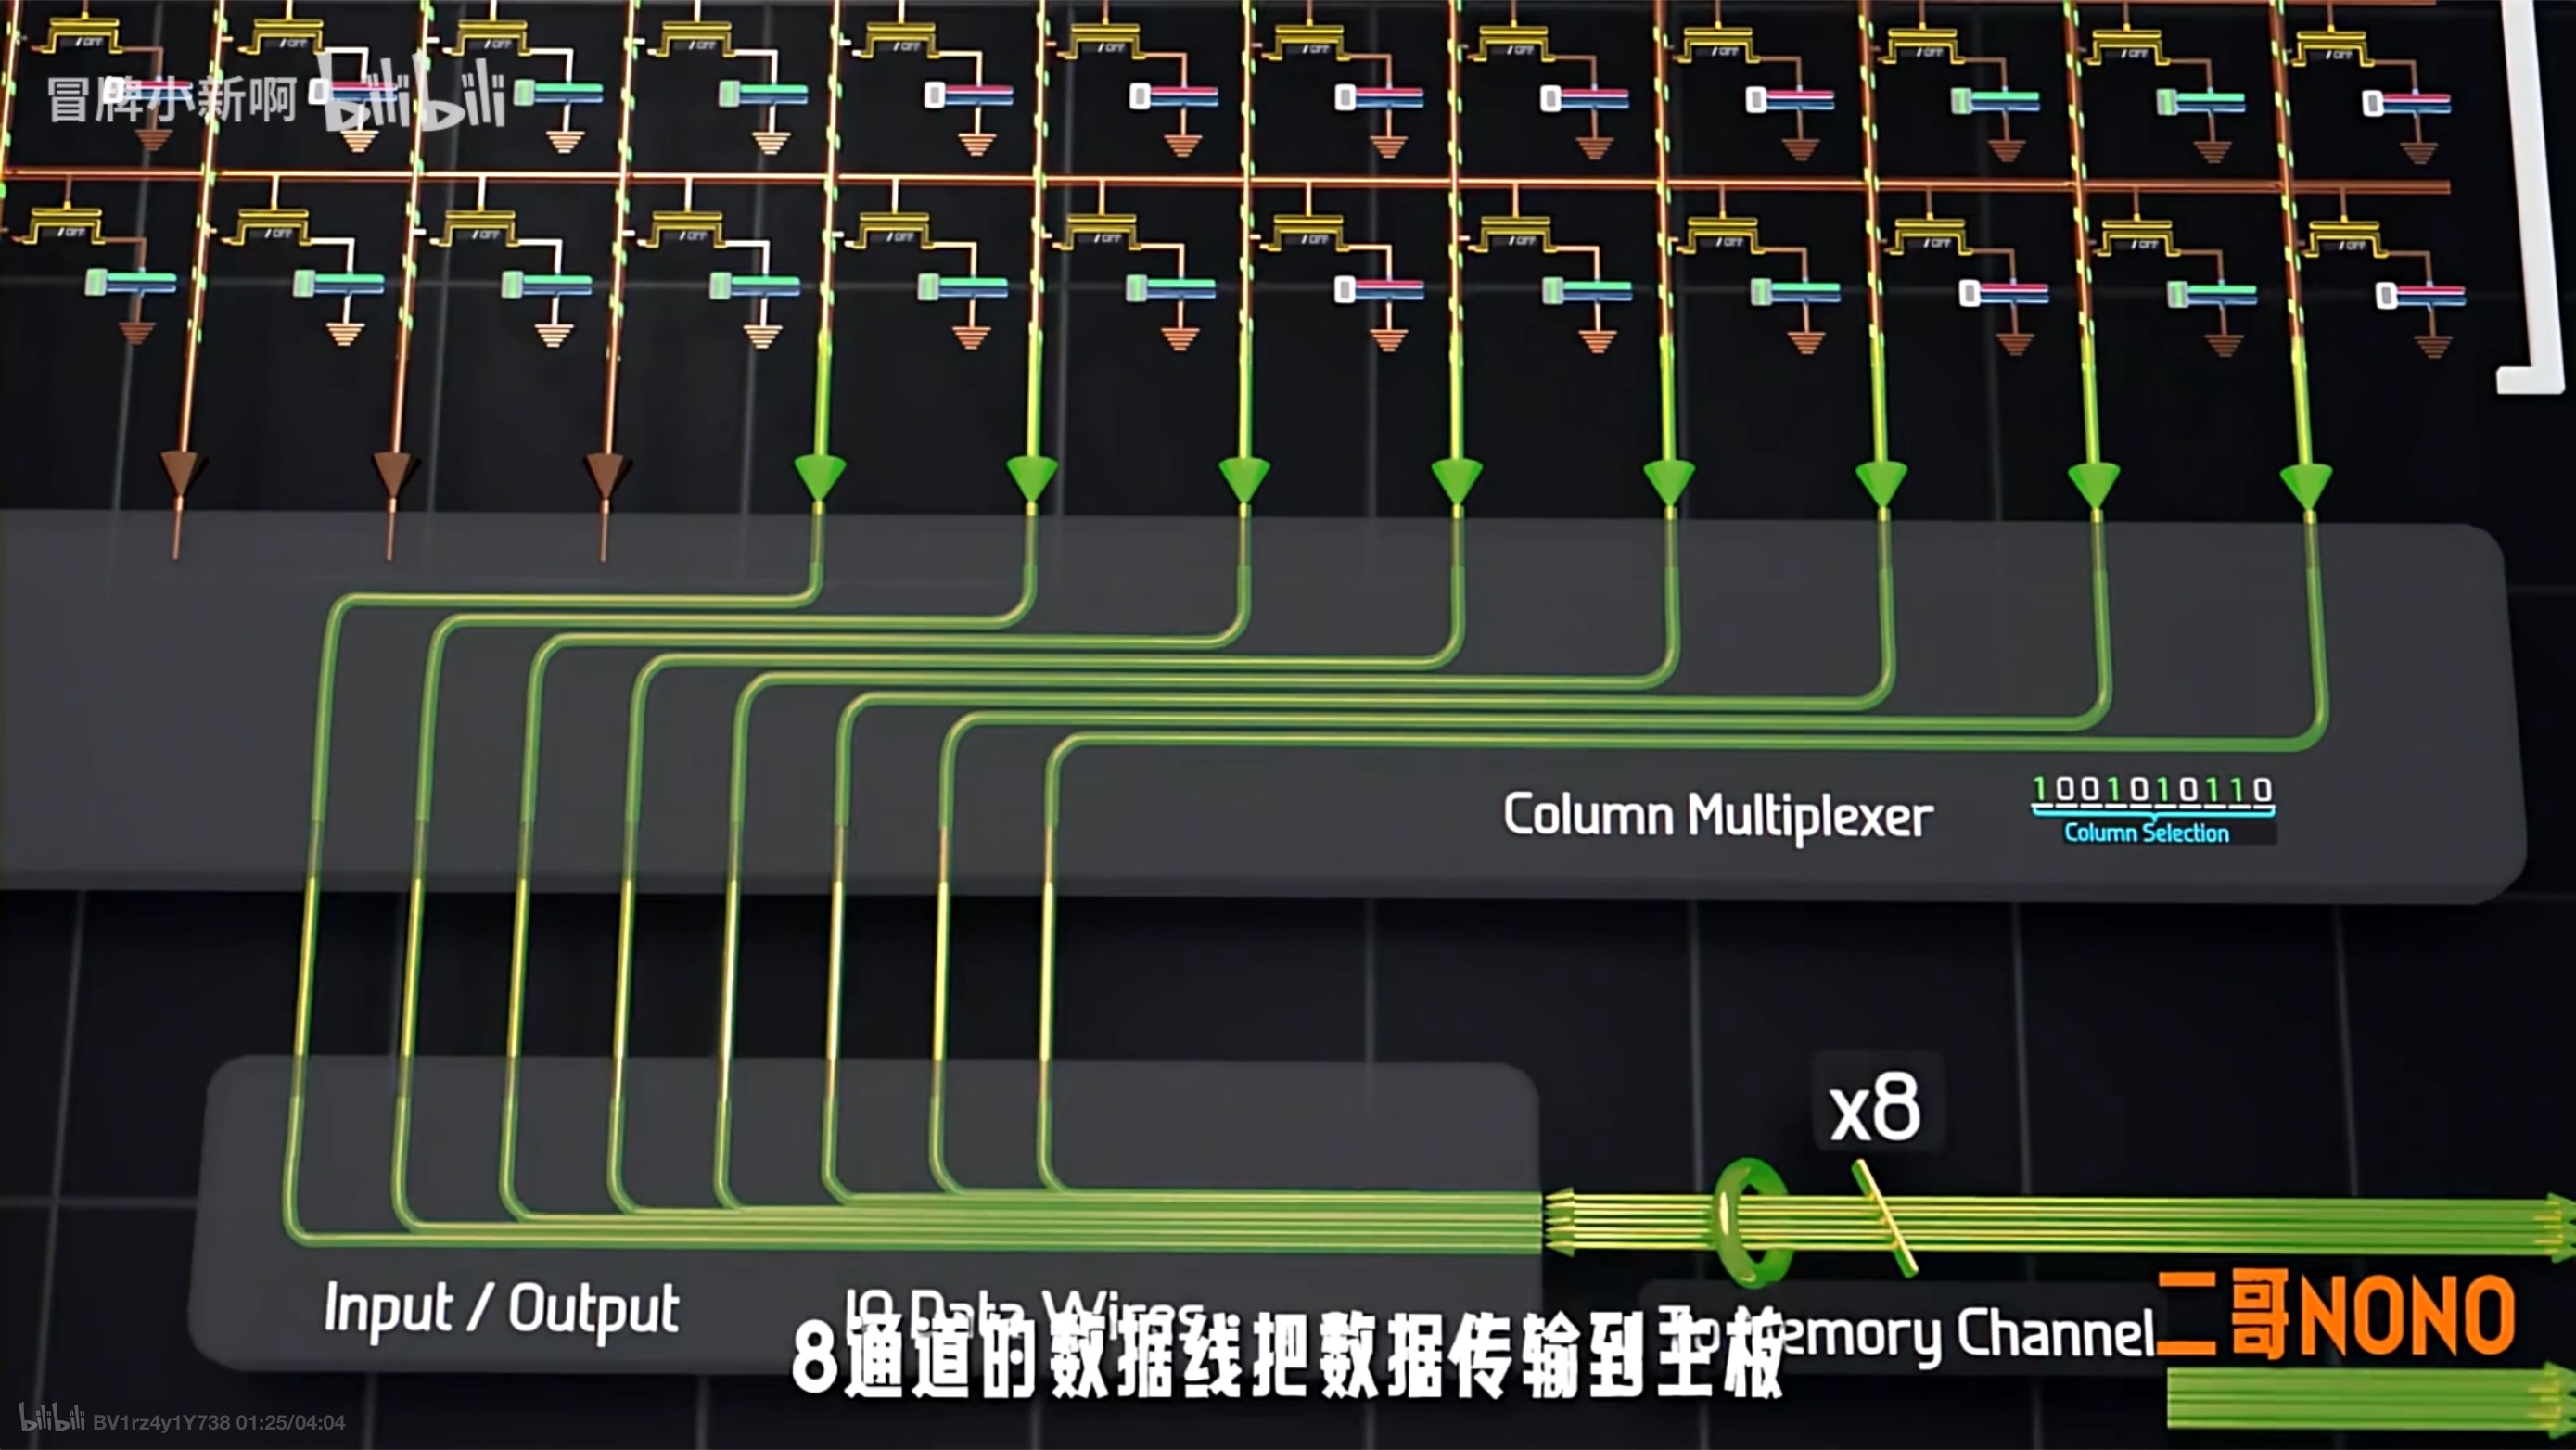 冒牌小新啊 bilibili
Column Multiplexer
1001010110
Column Selection
x8
Input / Output
IO Data Wires
To Memory Channel
二哥NONO
8通道的数据线把数据传输到主板
bilibili BV1rz4y1Y738 01:25/04:04